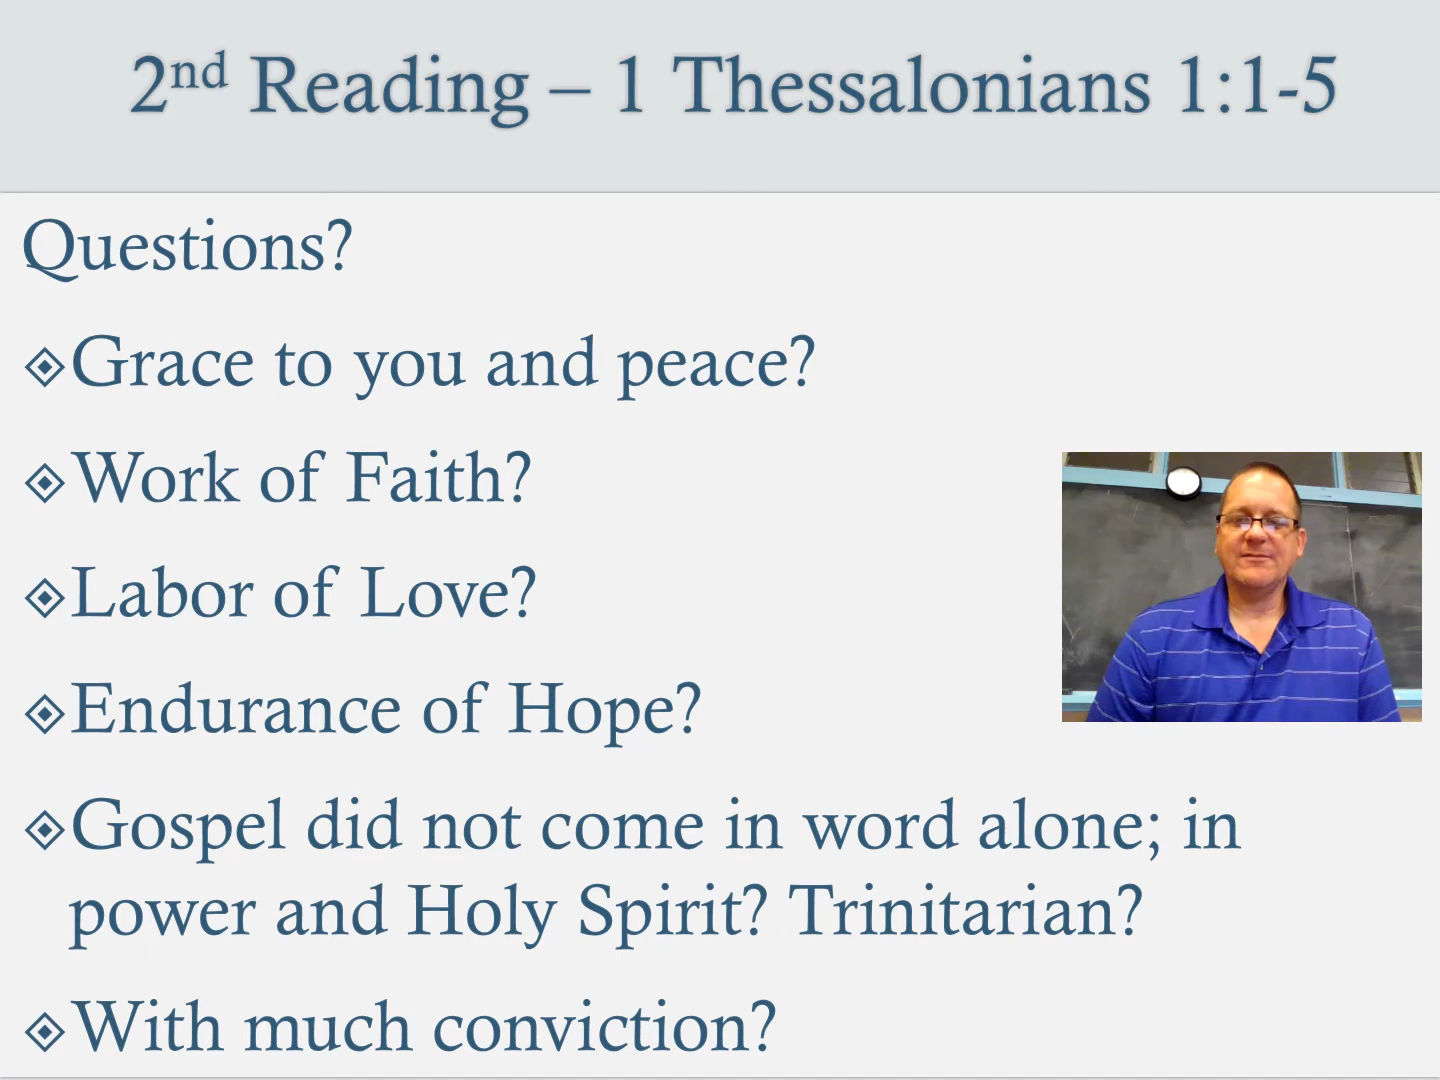 2nd Reading – 1 Thessalonians 1:1-5
Questions?
Grace to you and peace?
Work of Faith?
Labor of Love?
Endurance of Hope?
Gospel did not come in word alone; in
power and Holy Spirit? Trinitarian?
With much conviction?